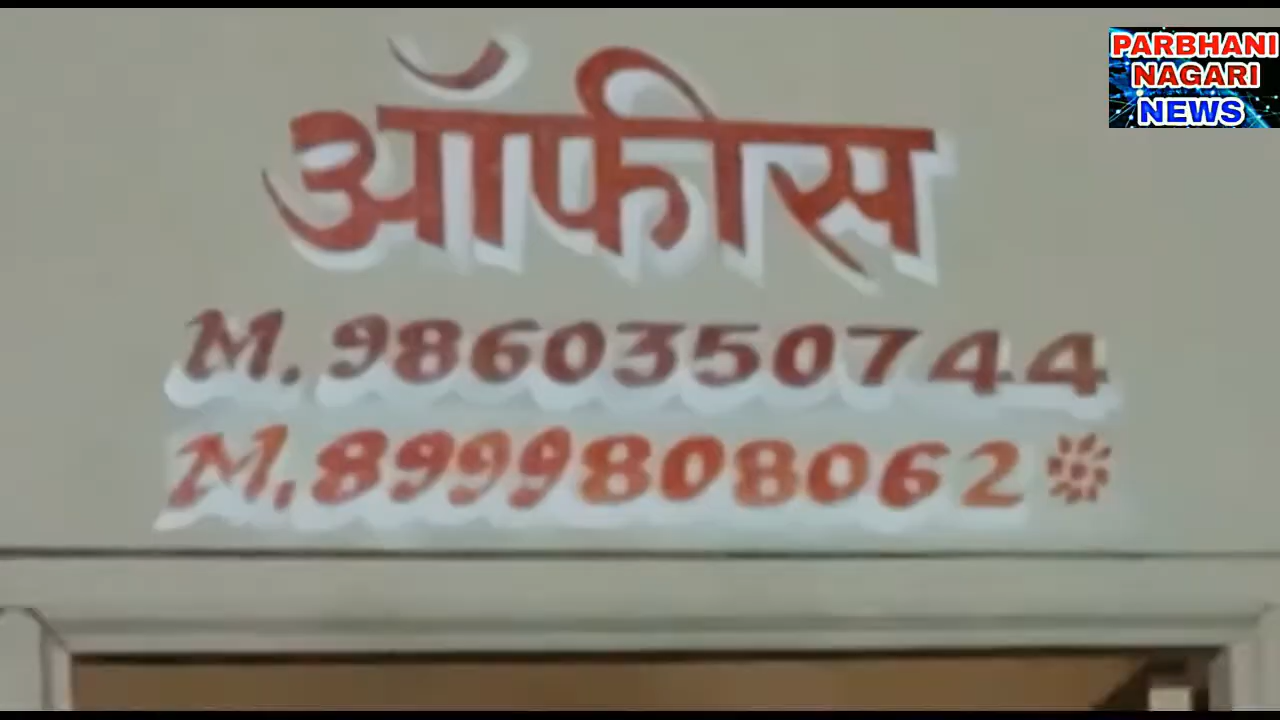 ऑफीस
M. 9860350744
M. 8999808062
PARBHANI
NAGARI
NEWS